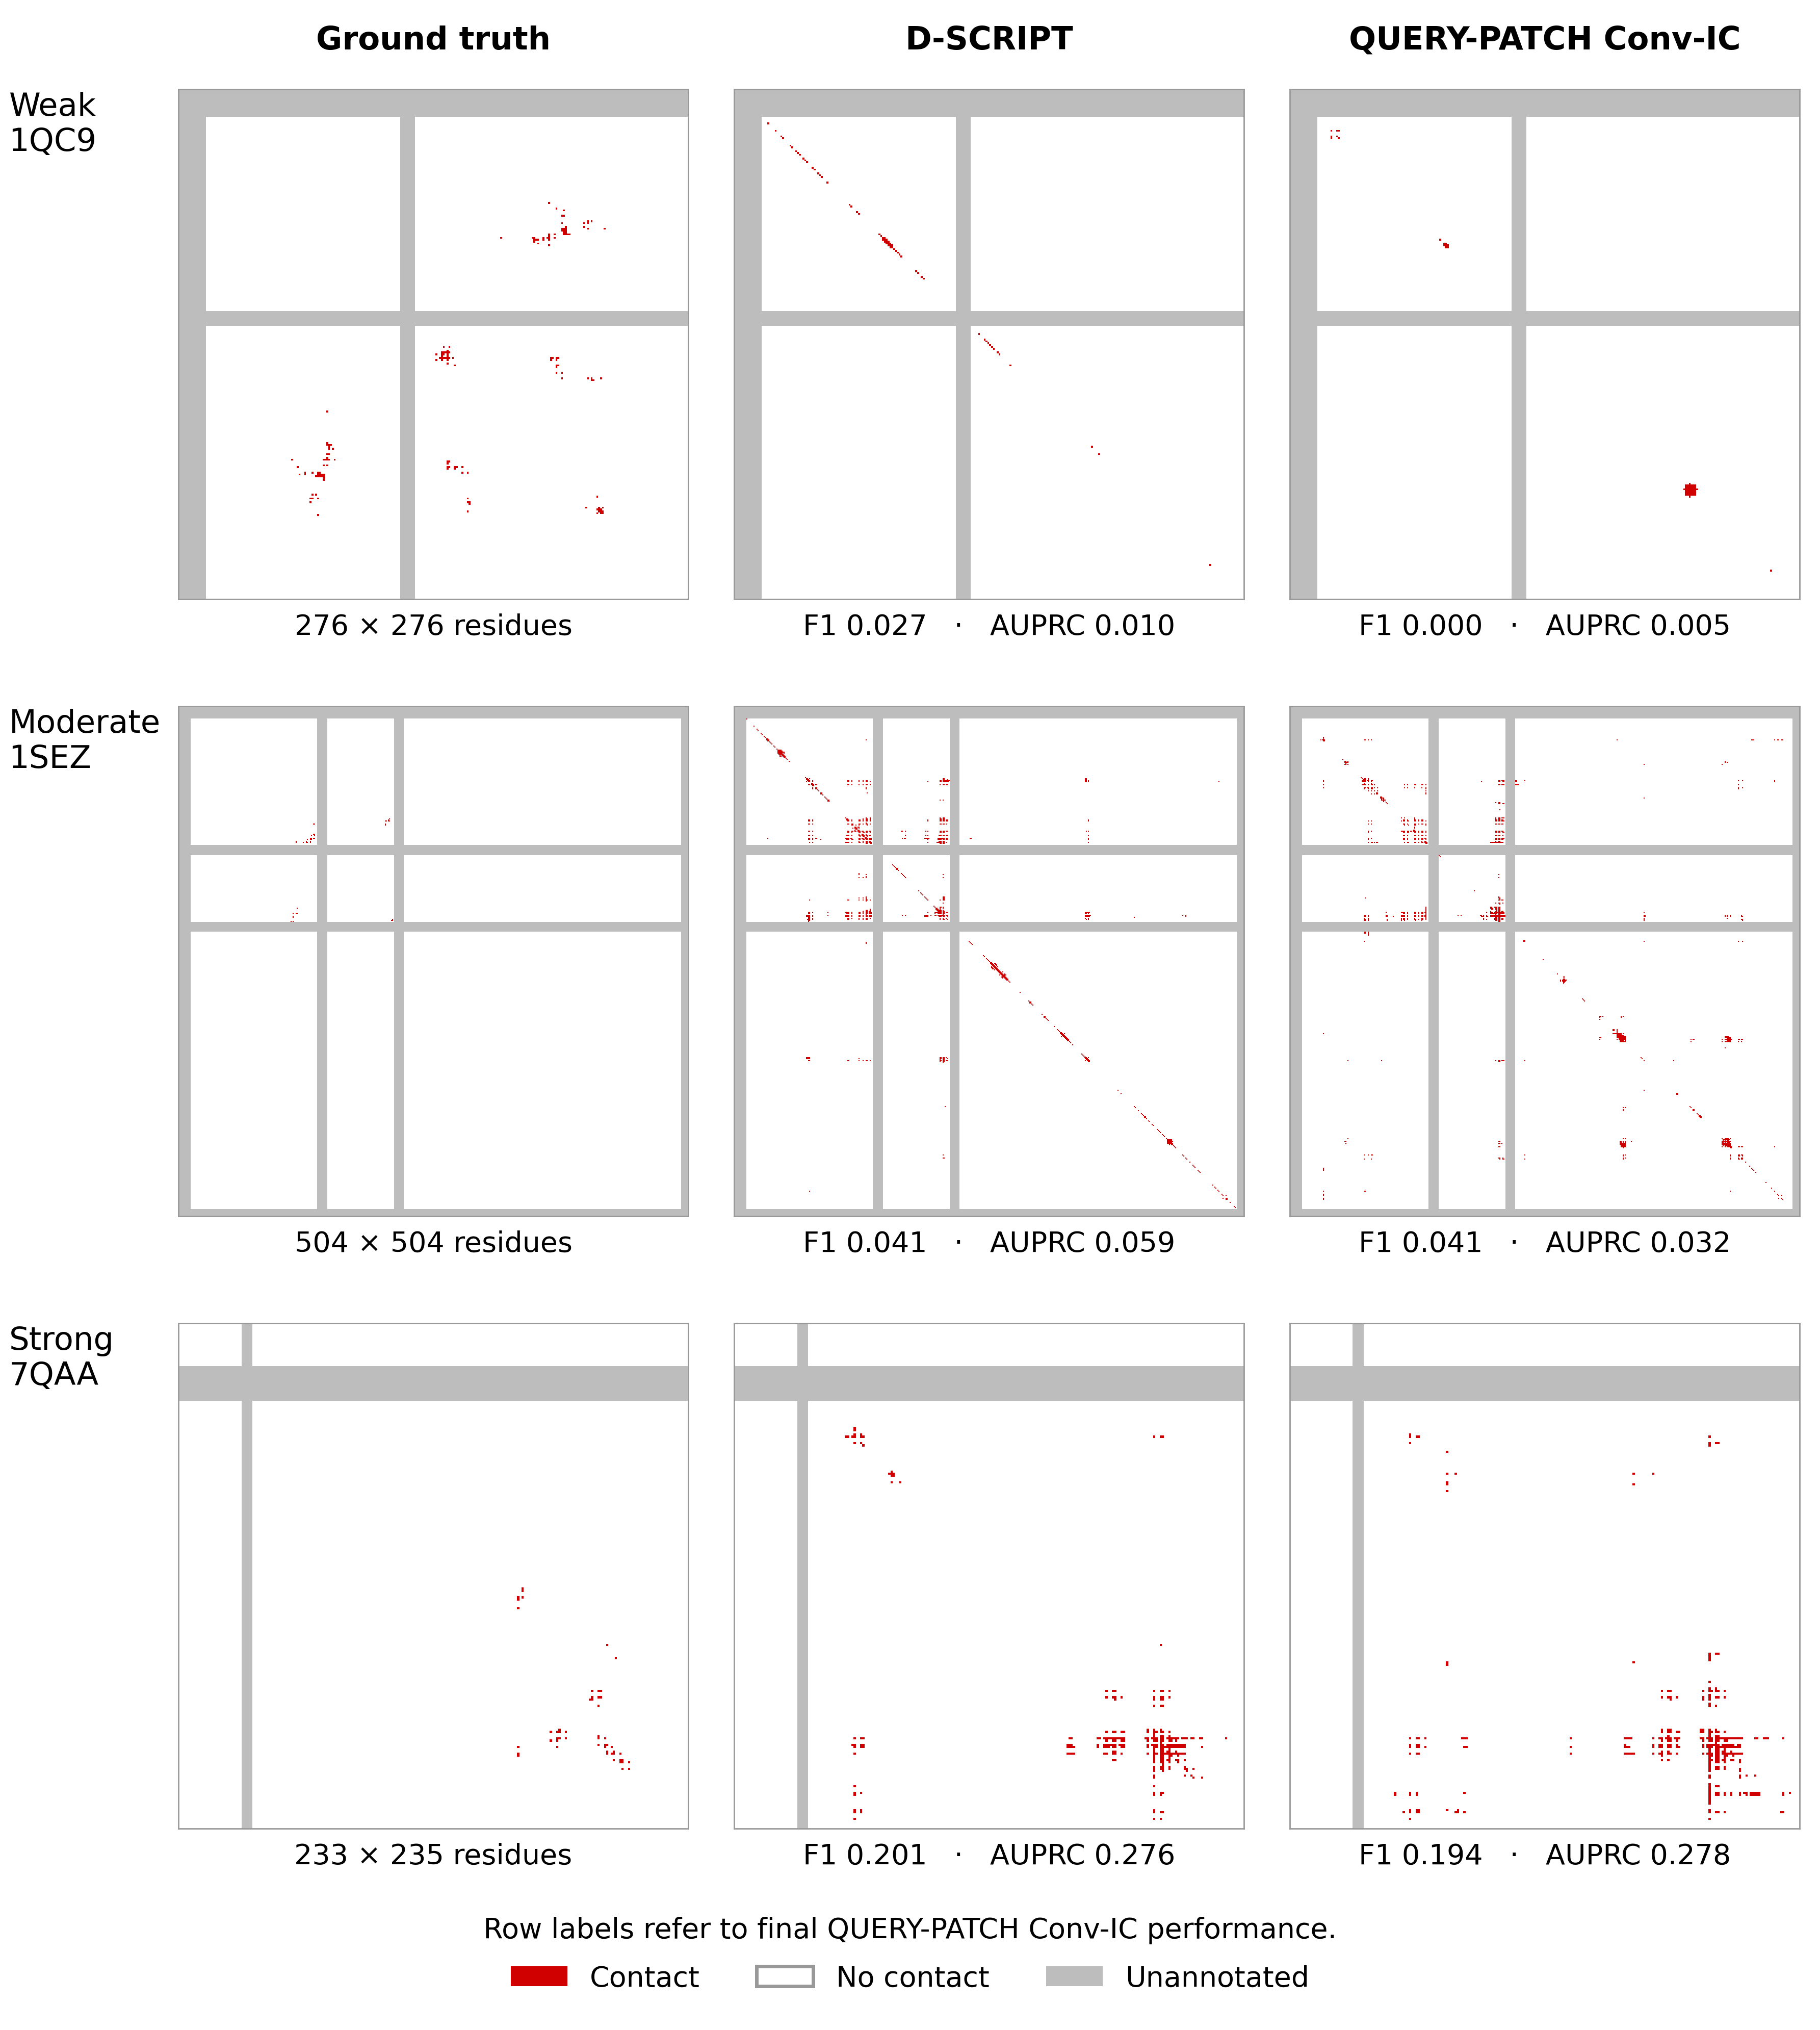 Ground truth
D-SCRIPT
QUERY-PATCH Conv-IC
Weak
1QC9
276 × 276 residues
F1 0.027 · AUPRC 0.010
F1 0.000 · AUPRC 0.005
Moderate
1SEZ
504 × 504 residues
F1 0.041 · AUPRC 0.059
F1 0.041 · AUPRC 0.032
Strong
7QAA
233 × 235 residues
F1 0.201 · AUPRC 0.276
F1 0.194 · AUPRC 0.278
Row labels refer to final QUERY-PATCH Conv-IC performance.
Contact
No contact
Unannotated